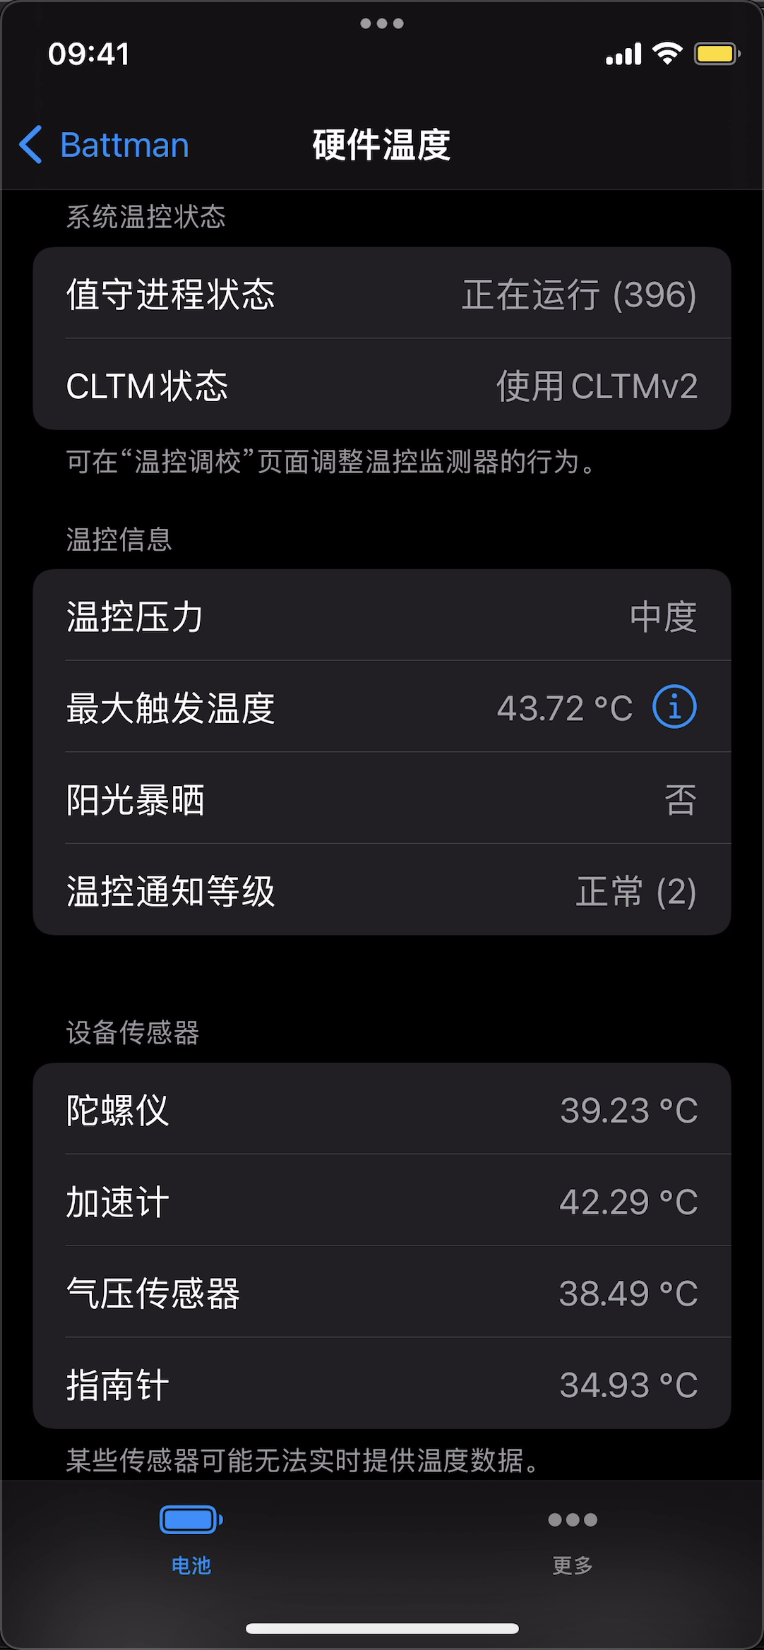 09:41
Battman
硬件温度
系统温控状态
值守进程状态 正在运行 (396)
CLTM状态 使用CLTMv2
可在“温控调校”页面调整温控监测器的行为。
温控信息
温控压力 中度
最大触发温度 43.72 °C
阳光暴晒 否
温控通知等级 正常 (2)
设备传感器
陀螺仪 39.23 °C
加速计 42.29 °C
气压传感器 38.49 °C
指南针 34.93 °C
某些传感器可能无法实时提供温度数据。
电池 更多